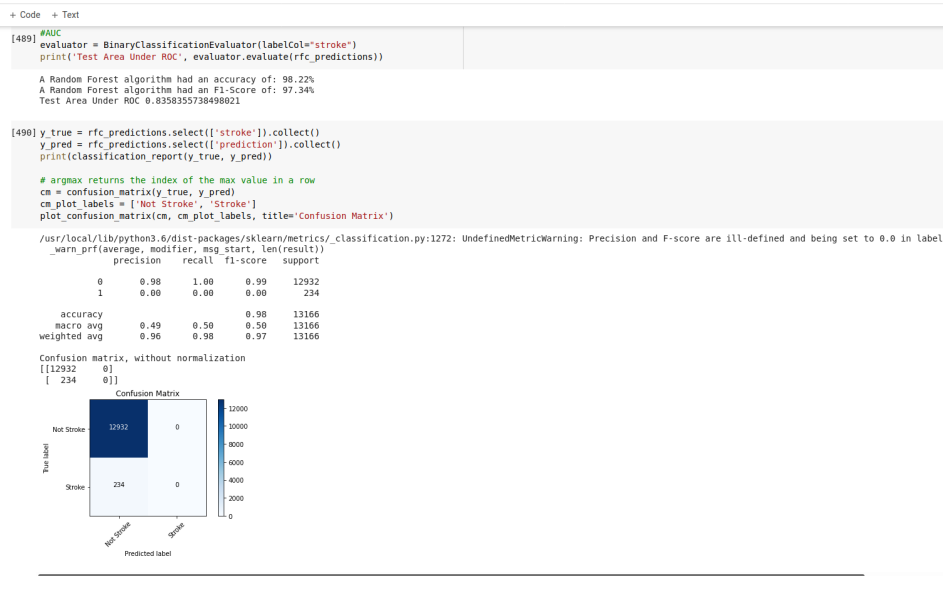 + Code + Text
[489] #AUC
evaluator = BinaryClassificationEvaluator(labelCol="stroke")
print('Test Area Under ROC', evaluator.evaluate(rfc_predictions))
A Random Forest algorithm had an accuracy of: 98.22%
A Random Forest algorithm had an F1-Score of: 97.34%
Test Area Under ROC 0.8358355738498021
[490] y_true = rfc_predictions.select(['stroke']).collect()
y_pred = rfc_predictions.select(['prediction']).collect()
print(classification_report(y_true, y_pred))
# argmax returns the index of the max value in a row
cm = confusion_matrix(y_true, y_pred)
cm_plot_labels = ['Not Stroke', 'Stroke']
plot_confusion_matrix(cm, cm_plot_labels, title='Confusion Matrix')
/usr/local/lib/python3.6/dist-packages/sklearn/metrics/_classification.py:1272: UndefinedMetricWarning: Precision and F-score are ill-defined and being set to 0.0 in label
_warn_prf(average, modifier, msg_start, len(result))
precision recall f1-score support
0 0.98 1.00 0.99 12932
1 0.00 0.00 0.00 234
accuracy 0.98 13166
macro avg 0.49 0.50 0.50 13166
weighted avg 0.96 0.98 0.97 13166
Confusion matrix, without normalization
[[12932 0]
[ 234 0]]
Confusion Matrix
12000
10000
8000
6000
4000
2000
0
True label
Not Stroke 12932 0
Stroke 234 0
Not Stroke Stroke
Predicted label